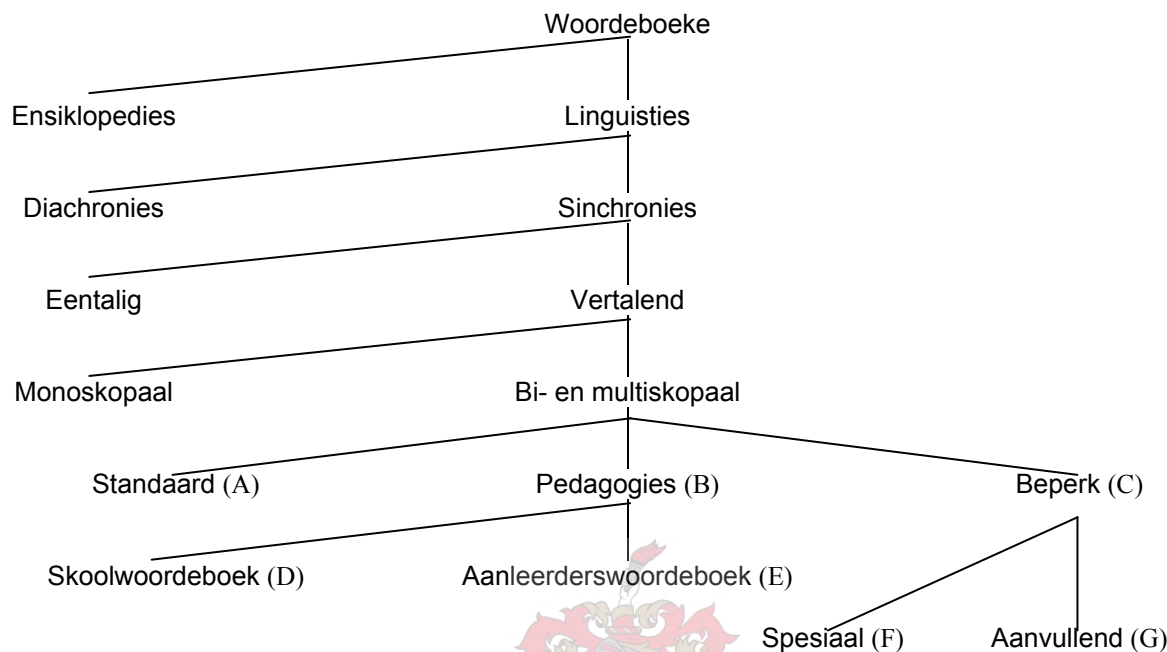 Woordeboeke
Ensiklopedies Linguisties
Diachronies Sinchronies
Eentalig Vertalend
Monoskopaal Bi- en multiskopaal
Standaard (A) Pedagogies (B) Beperk (C)
Skoolwoordeboek (D) Aanleerderswoordeboek (E)
Spesiaal (F) Aanvullend (G)